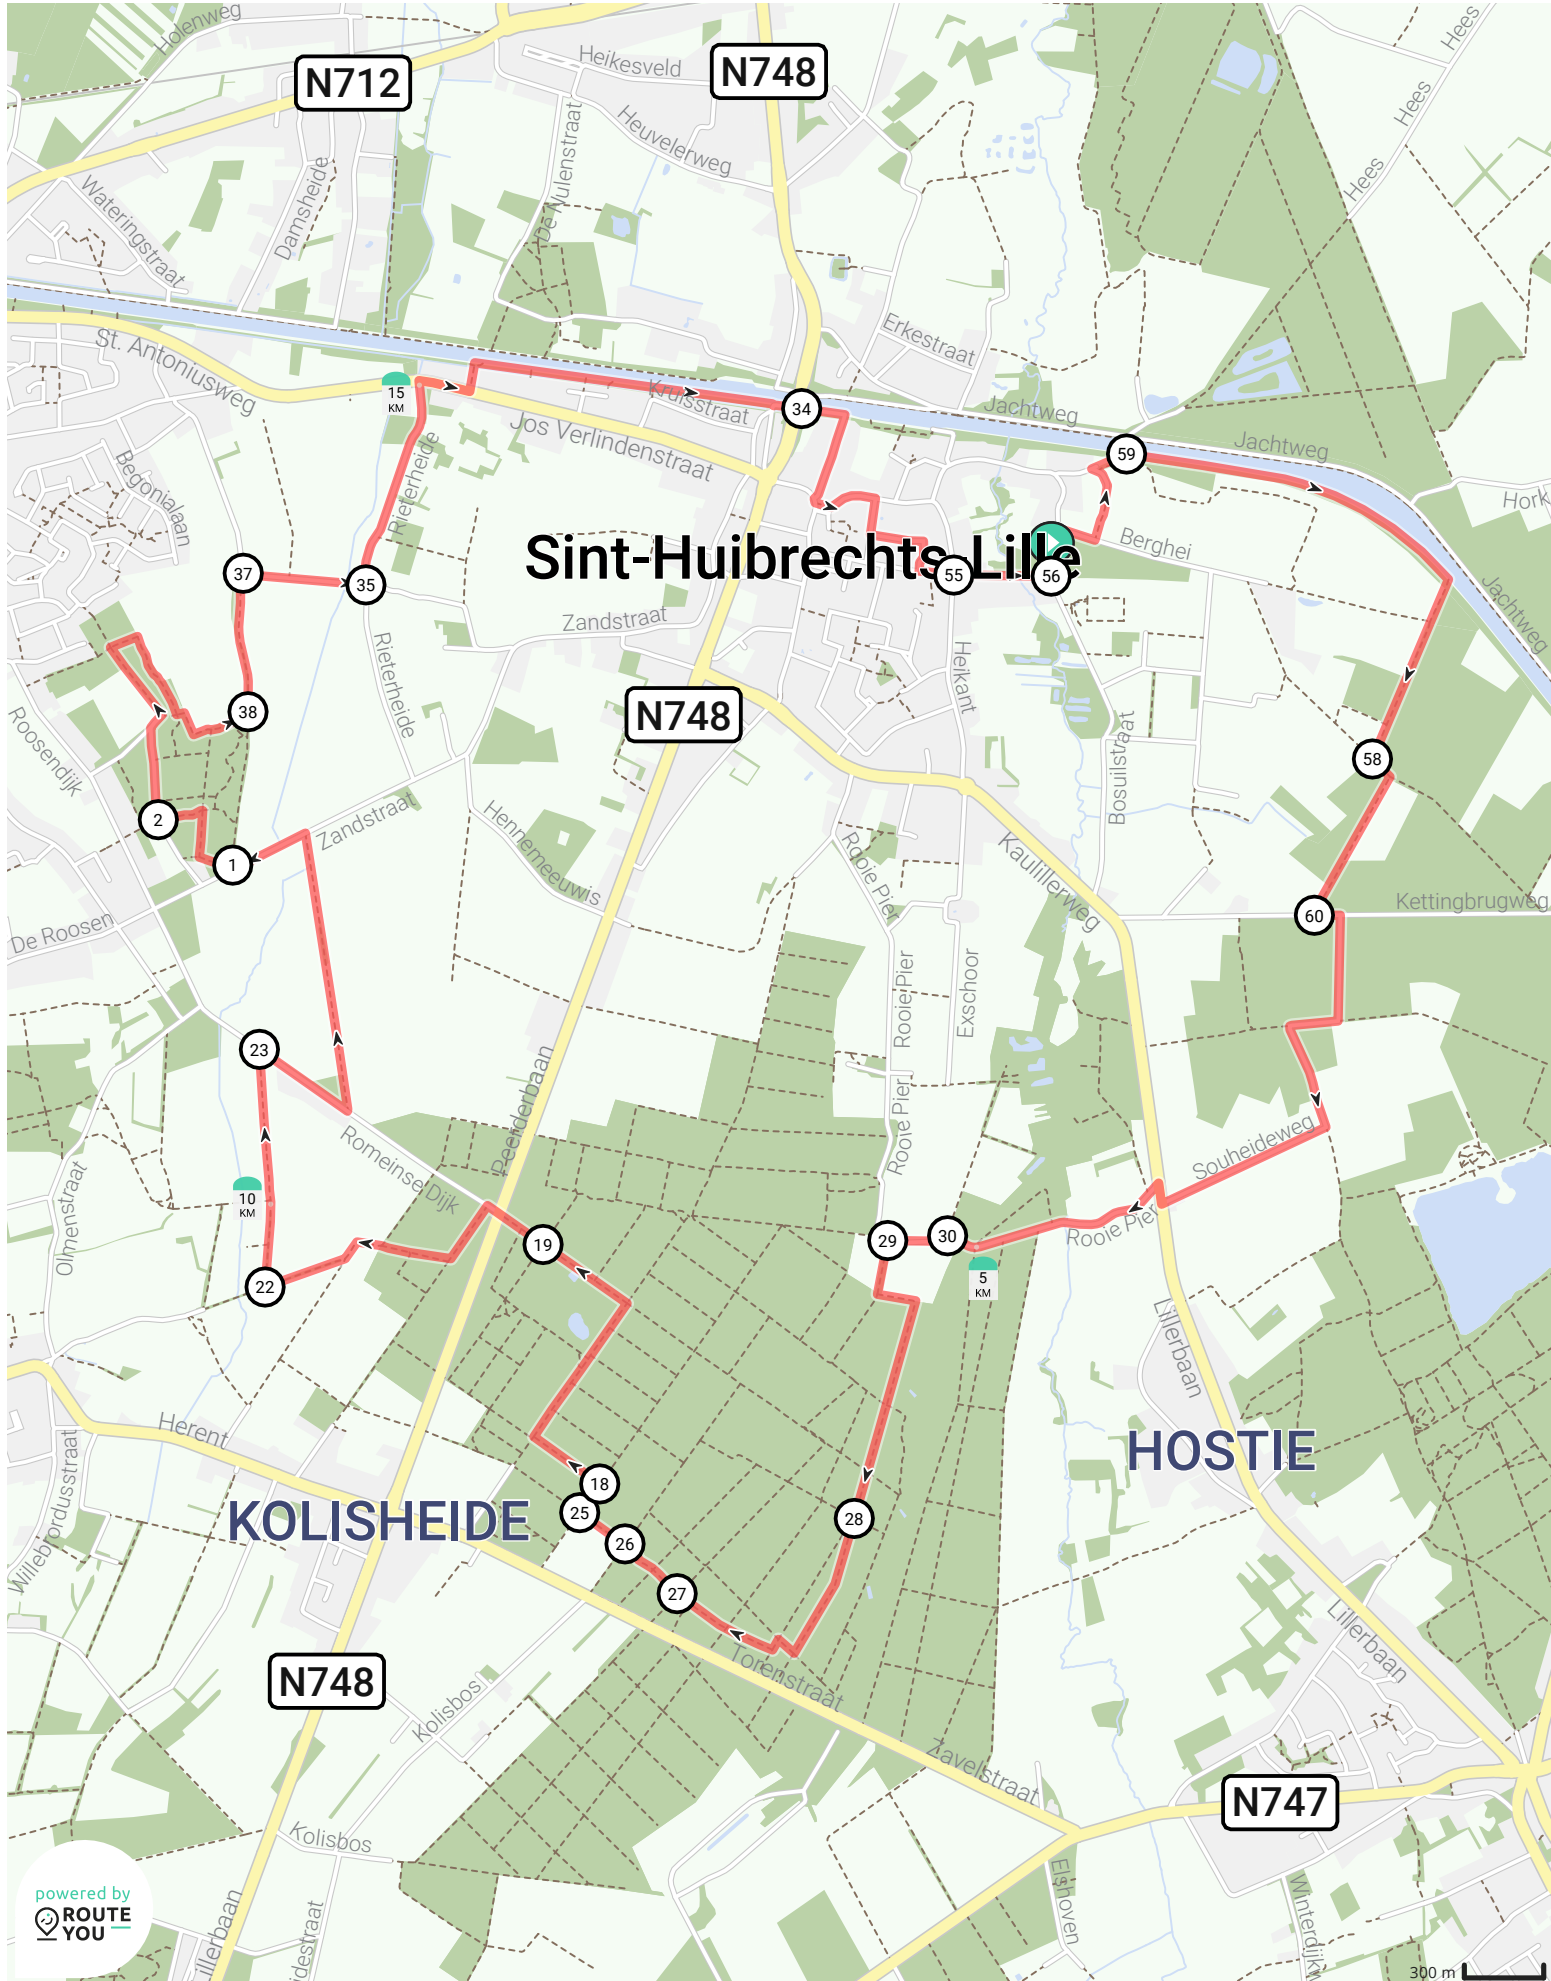 Holenweg
N712
N748
Heikesveld
Heuvelerweg
De Nulenstraat
Hees
Hees
Hees
Wateringstraat
Damsheide
St. Antoniusweg
Erkestraat
15
KM
Kruisstraat
34
Jachtweg
Jachtweg
Jos Verlindenstraat
59
Begonialaan
Rieterheide
Hork
Berghei
Sint-Huibrechts-Lille
37
35
55
56
Jachtweg
Zandstraat
Rieterheide
Heikant
38
N748
Roosendijk
Bosuilstraat
58
2
Zandstraat
Hennemeeuwis
1
Rooie Pier
Kaulillerweg
60
Kettingbrugweg
De Roosen
Rooie Pier
Exschoor
23
Peerderbaan
Rooie Pier
Romeinse Dijk
Souheideweg
10
KM
Olmenstraat
Rooie Pier
19
29
30
5
KM
22
Lillerbaan
Herent
HOSTIE
18
25
KOLISHEIDE
28
26
Willebrordusstraat
27
Lillerbaan
Torenstraat
N748
Kolisbos
Zavelstraat
N747
Kolisbos
Elshoven
Winterdijk
powered by
ROUTE
YOU
illerbaan
idestraat
300 m